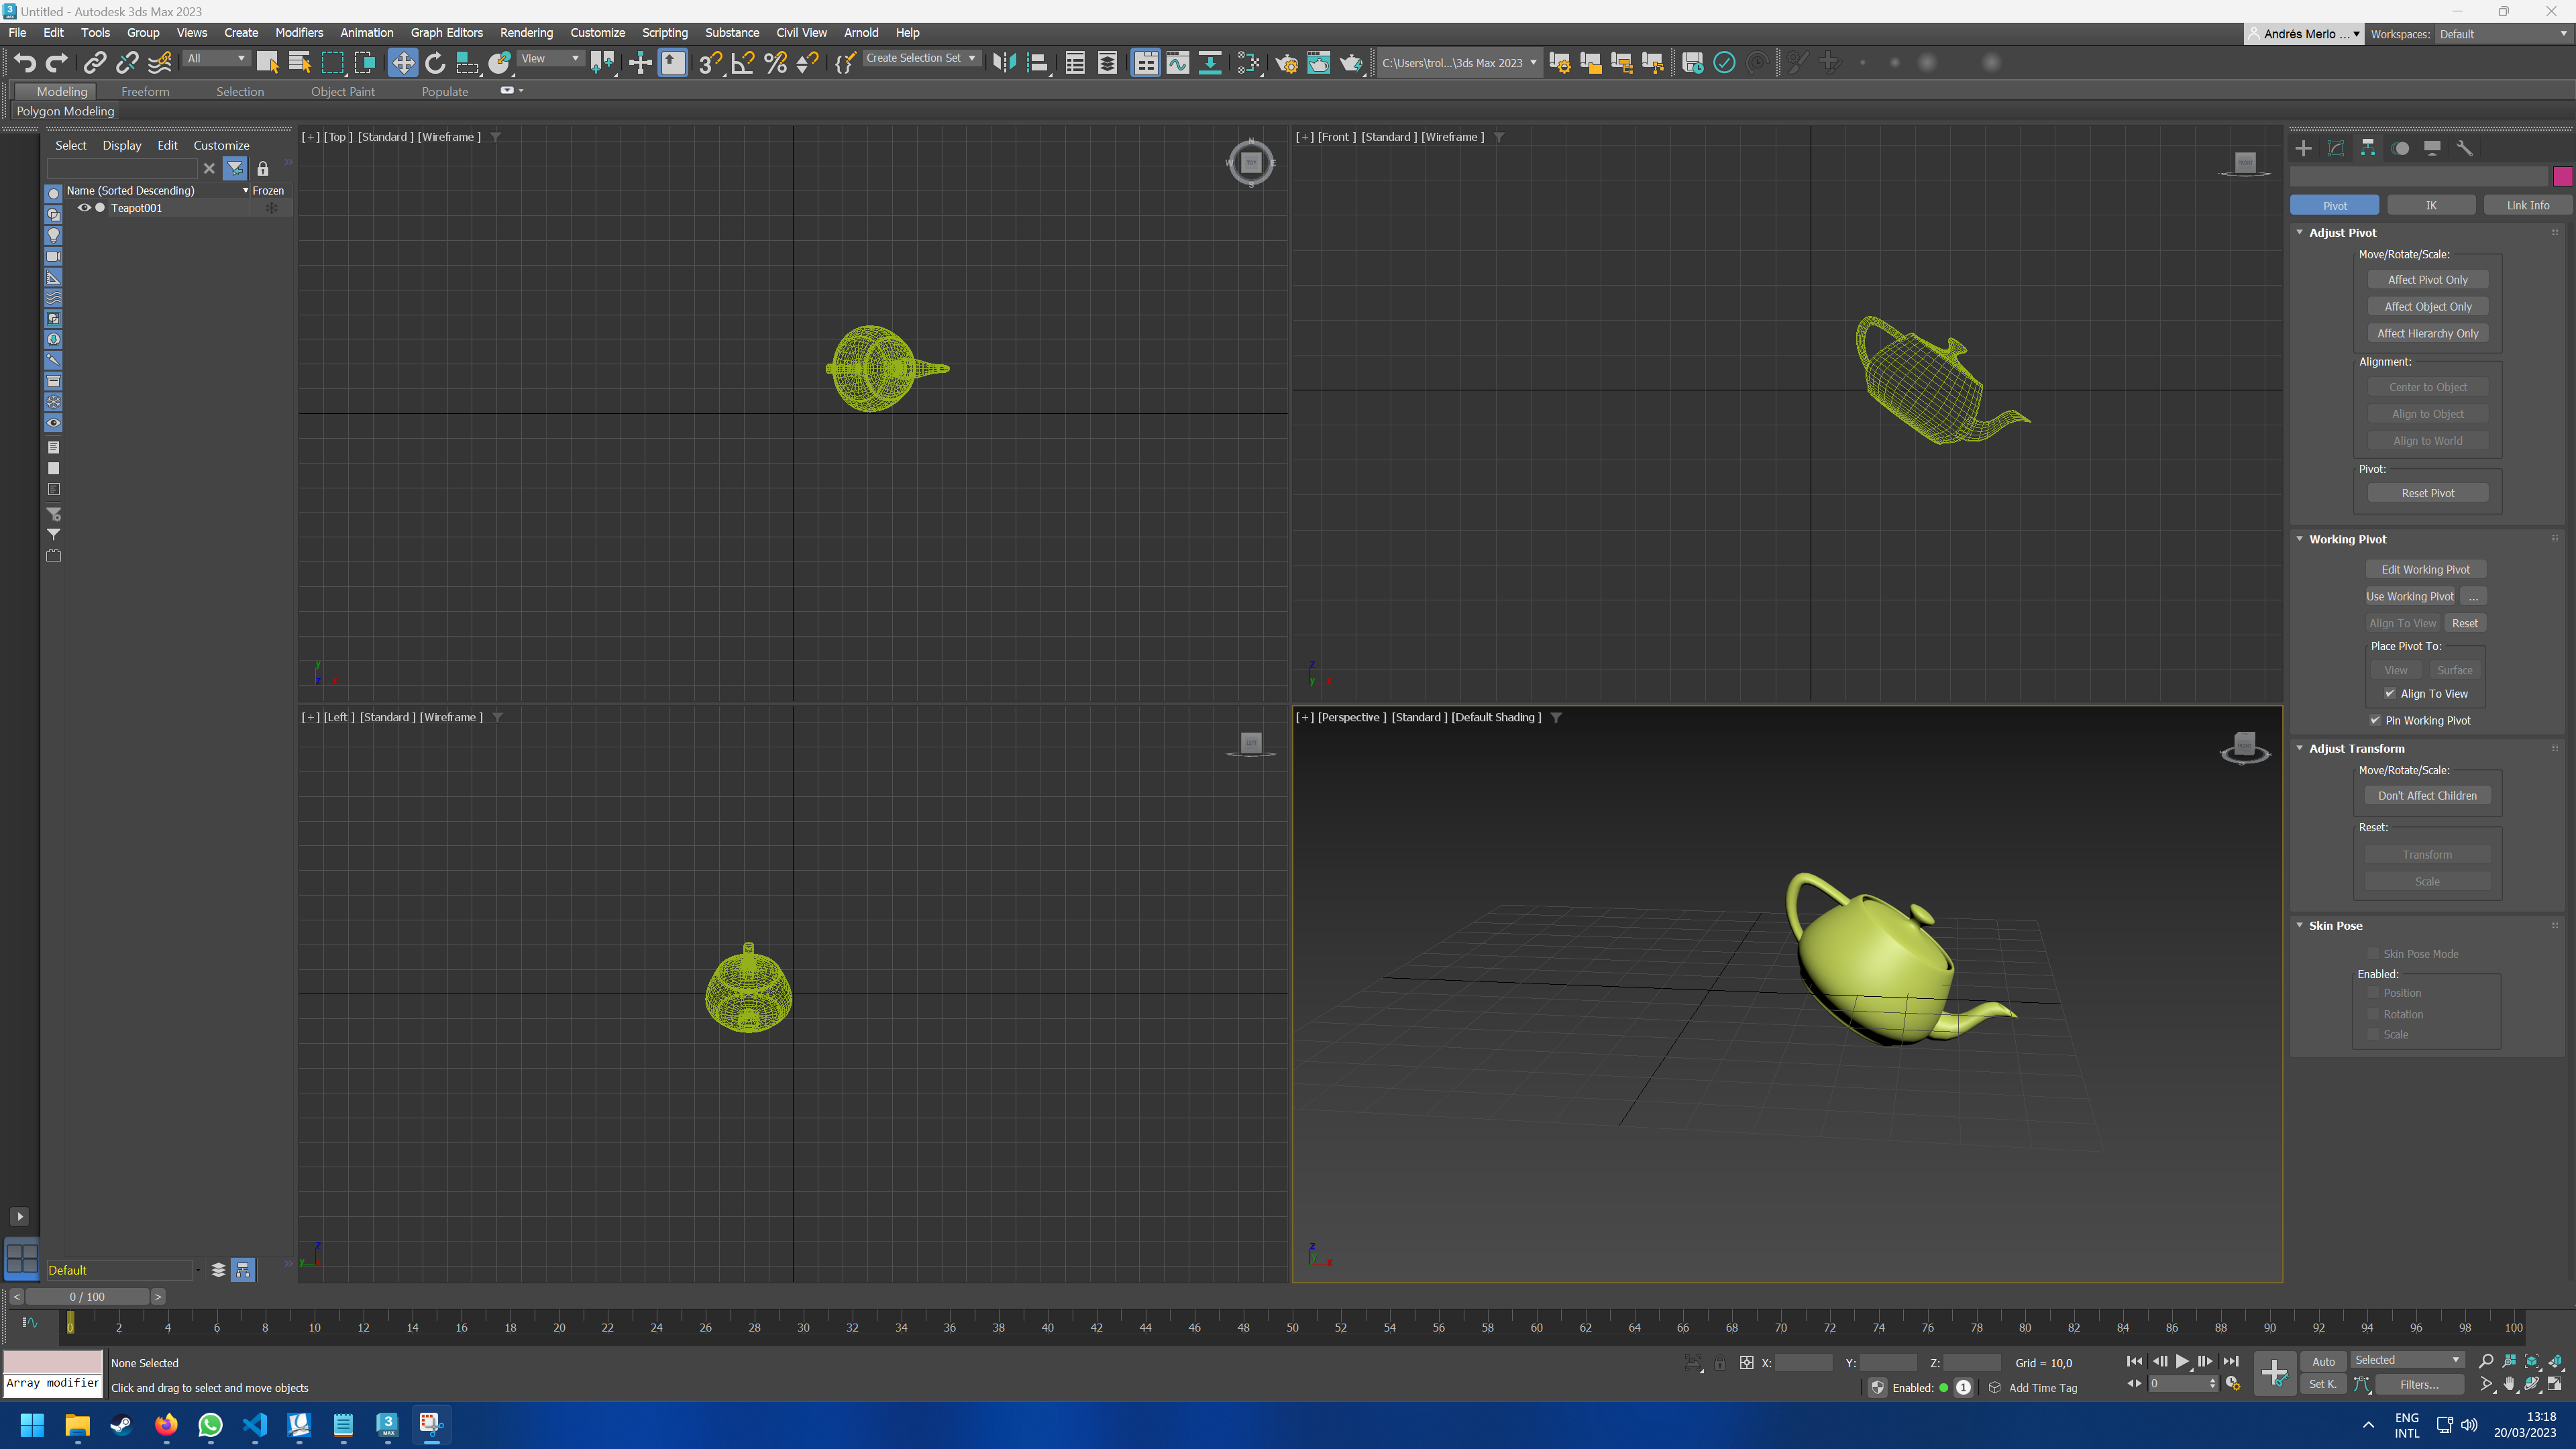 Untitled - Autodesk 3ds Max 2023
File Edit Tools Group Views Create Modifiers Animation Graph Editors Rendering Customize Scripting Substance Civil View Arnold Help
Andrés Merlo ... Workspaces: Default
All View Create Selection Set C:\Users\trol...\3ds Max 2023
Modeling Freeform Selection Object Paint Populate
Polygon Modeling
Select Display Edit Customize
Name (Sorted Descending) Frozen
Teapot001
[+] [Top ] [Standard ] [Wireframe ]
N
W TOP E
S
y
z x
[+] [Front ] [Standard ] [Wireframe ]
FRONT
z
y x
[+] [Left ] [Standard ] [Wireframe ]
LEFT
z
y x
[+] [Perspective ] [Standard ] [Default Shading ]
FRONT
z
y x
Pivot IK Link Info
Adjust Pivot
Move/Rotate/Scale:
Affect Pivot Only
Affect Object Only
Affect Hierarchy Only
Alignment:
Center to Object
Align to Object
Align to World
Pivot:
Reset Pivot
Working Pivot
Edit Working Pivot
Use Working Pivot ...
Align To View Reset
Place Pivot To:
View Surface
Align To View
Pin Working Pivot
Adjust Transform
Move/Rotate/Scale:
Don't Affect Children
Reset:
Transform
Scale
Skin Pose
Skin Pose Mode
Enabled:
Position
Rotation
Scale
Default
< 0 / 100 >
0 2 4 6 8 10 12 14 16 18 20 22 24 26 28 30 32 34 36 38 40 42 44 46 48 50 52 54 56 58 60 62 64 66 68 70 72 74 76 78 80 82 84 86 88 90 92 94 96 98 100
None Selected X: Y: Z: Grid = 10,0 Auto Selected
Array modifier Click and drag to select and move objects Enabled: 1 Add Time Tag 0 Set K. Filters...
3
MAX
ENG
INTL
13:18
20/03/2023